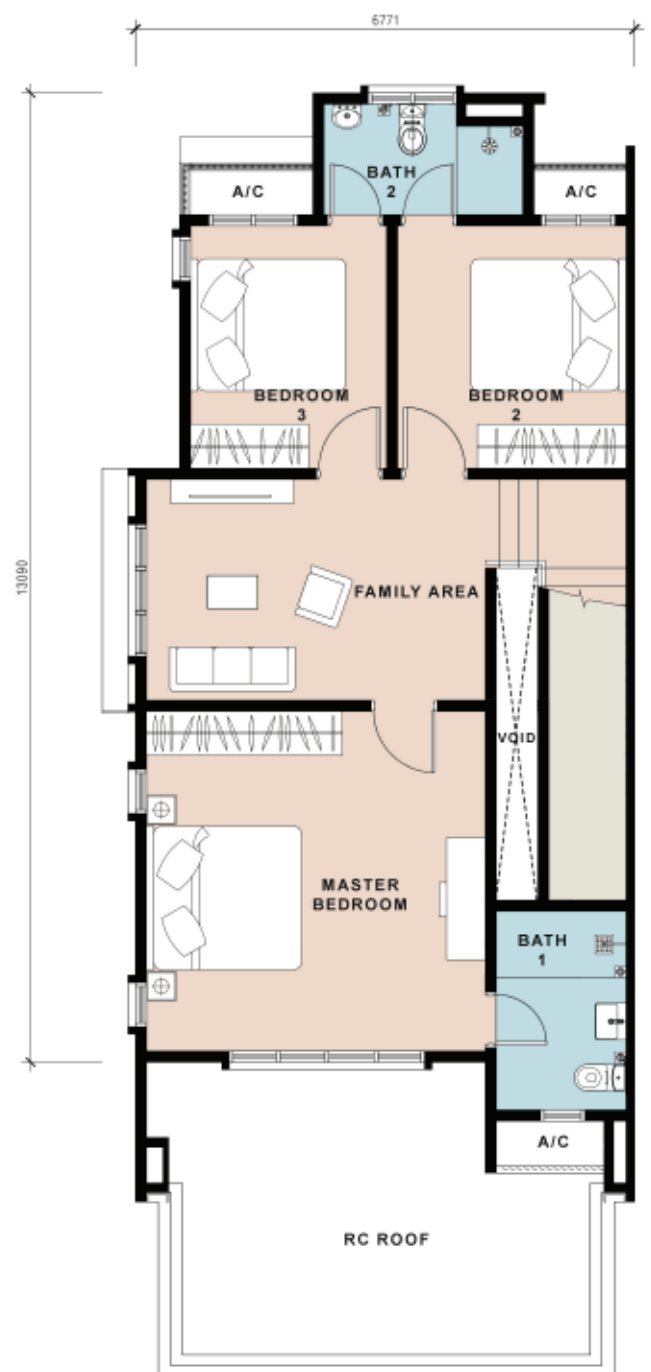 6771
BATH
2
A/C
A/C
BEDROOM
3
BEDROOM
2
13090
FAMILY AREA
VOID
MASTER
BEDROOM
BATH
1
A/C
RC ROOF